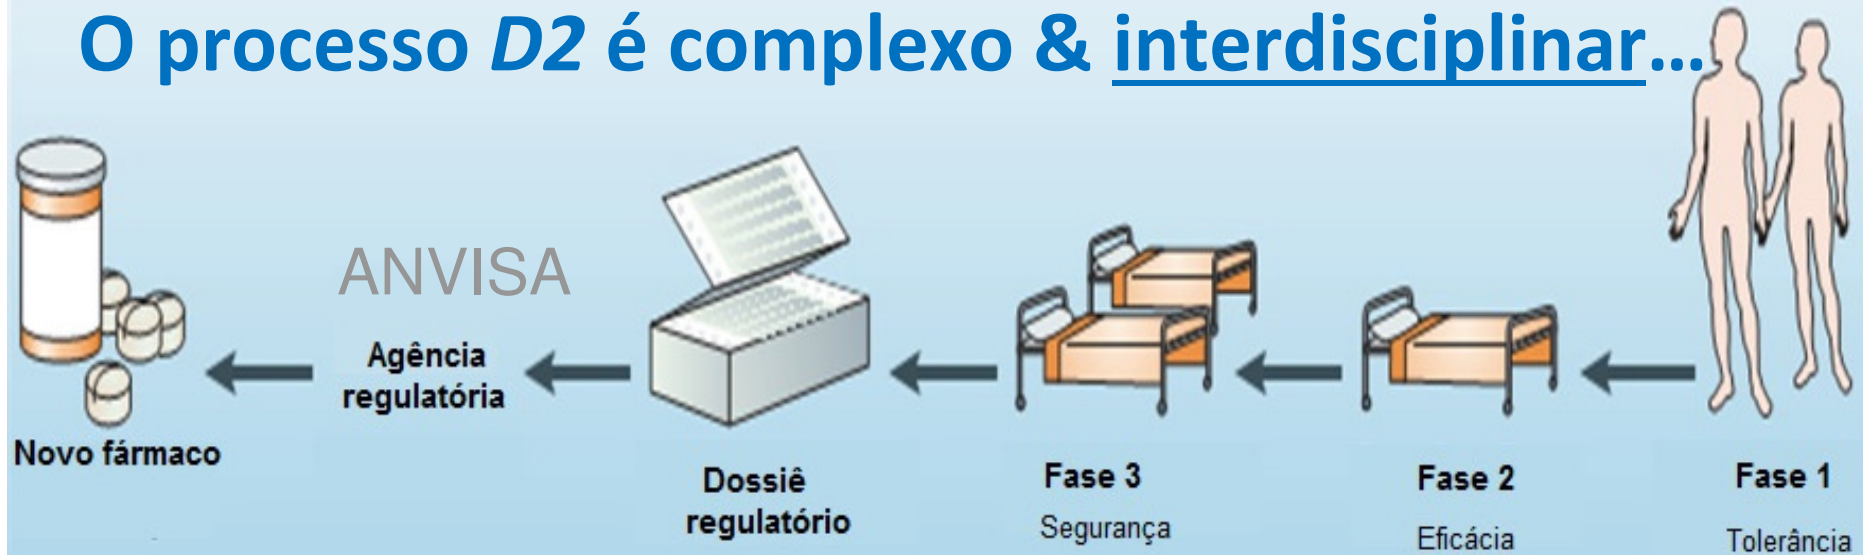 O processo D2 é complexo & interdisciplinar...
ANVISA
Agência
regulatória
Novo fármaco
Dossiê
regulatório
Fase 3
Segurança
Fase 2
Eficácia
Fase 1
Tolerância